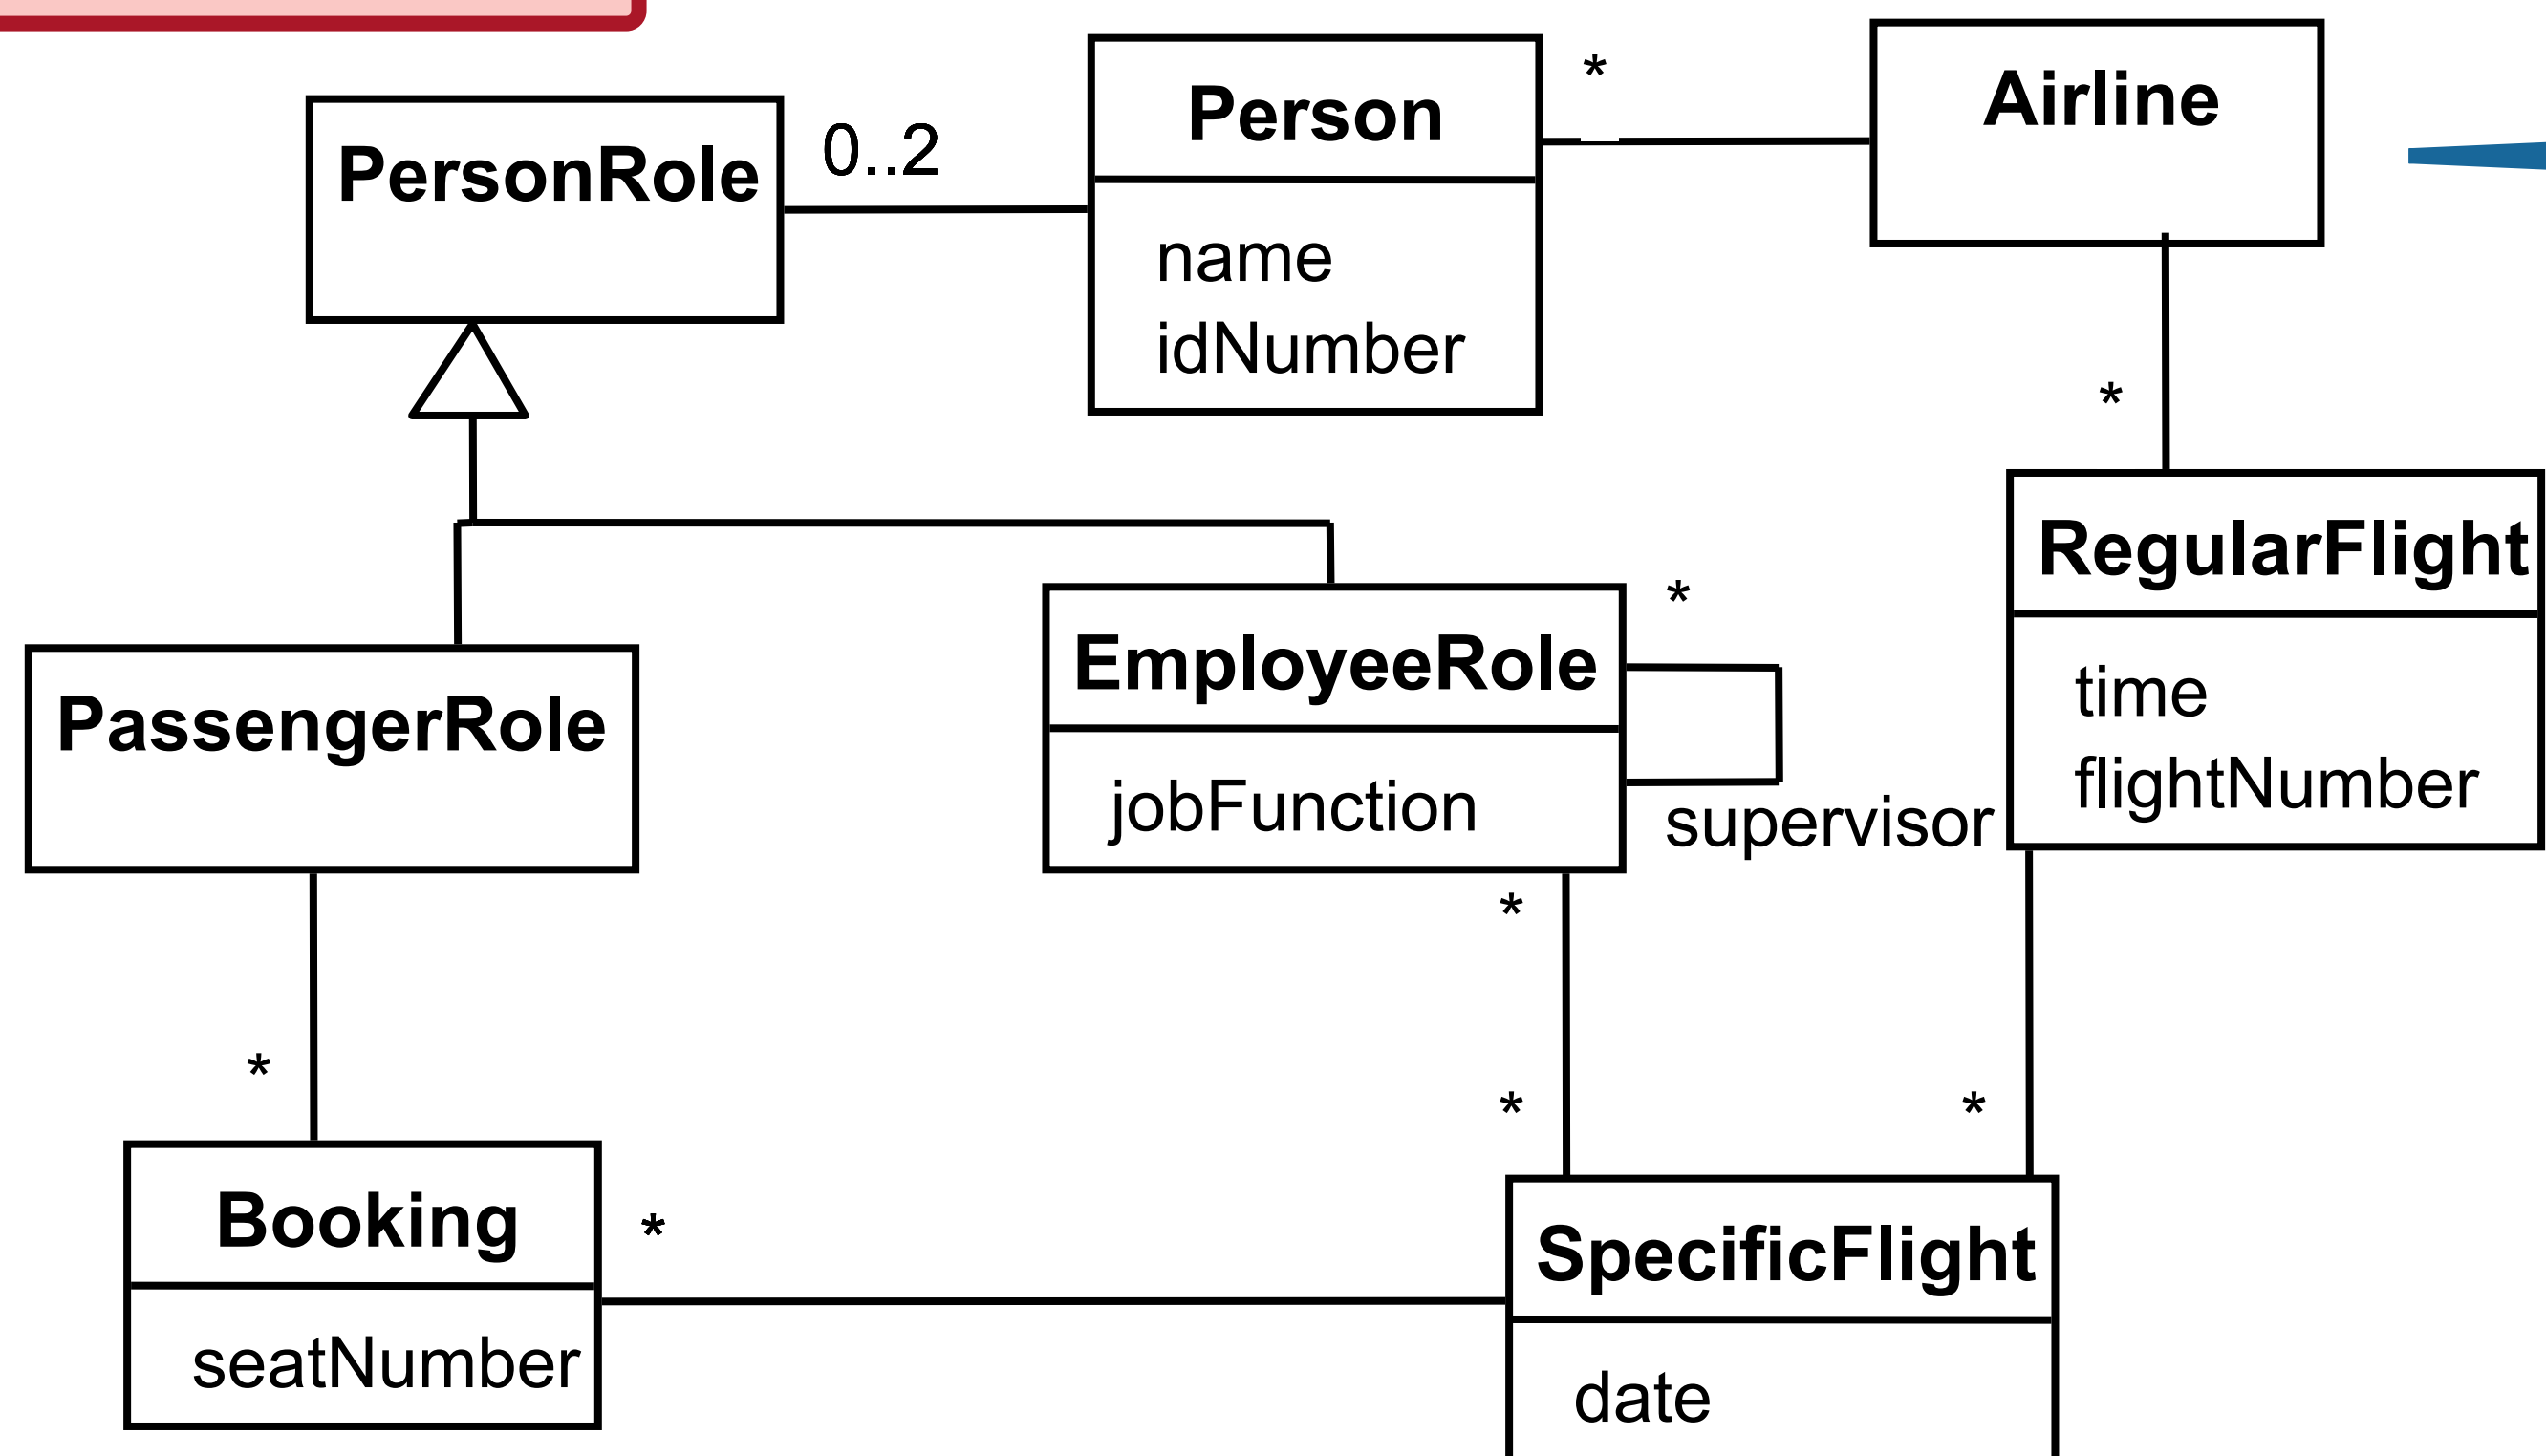 PersonRole
0..2
Person
name
idNumber
*
Airline
*
RegularFlight
time
flightNumber
PassengerRole
EmployeeRole
jobFunction
*
supervisor
*
*
*
*
Booking
seatNumber
*
SpecificFlight
date